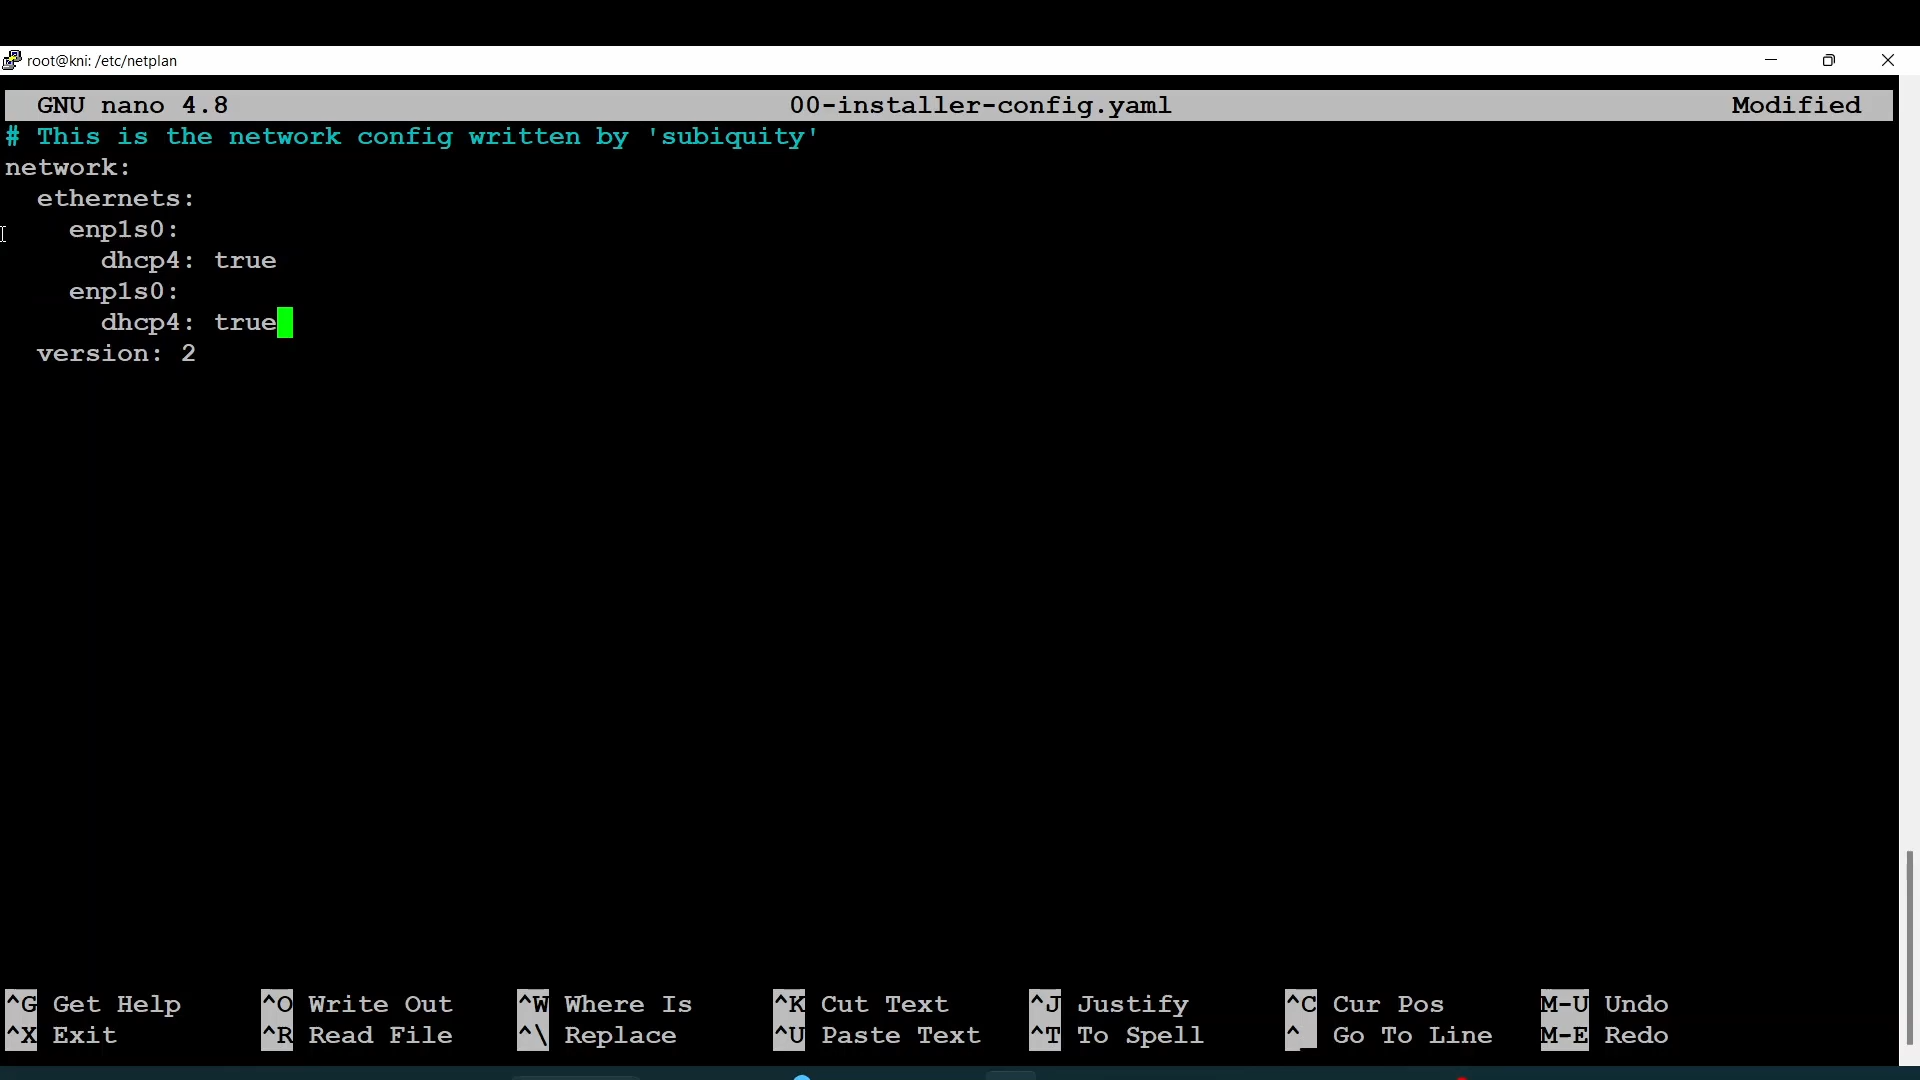 root@kni: /etc/netplan
GNU nano 4.8 00-installer-config.yaml Modified
# This is the network config written by 'subiquity'
network:
  ethernets:
    enp1s0:
      dhcp4: true
    enp1s0:
      dhcp4: true
  version: 2
^G Get Help ^O Write Out ^W Where Is ^K Cut Text ^J Justify ^C Cur Pos M-U Undo
^X Exit ^R Read File ^\ Replace ^U Paste Text ^T To Spell ^_ Go To Line M-E Redo